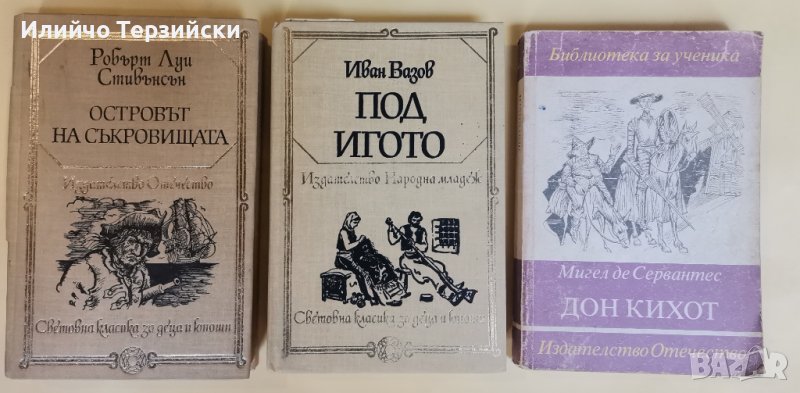 Илийчо Терзийски
Робърт Луи
Стивънсън
ОСТРОВЪТ
НА СЪКРОВИЩАТА
Издателство Отечество
Световна класика за деца и юноши
Иван Вазов
ПОД
ИГОТО
Издателство Народна младеж
Световна класика за деца и юноши
Библиотека за ученика
Мигел де Сервантес
ДОН КИХОТ
Издателство Отечество
BAZAR